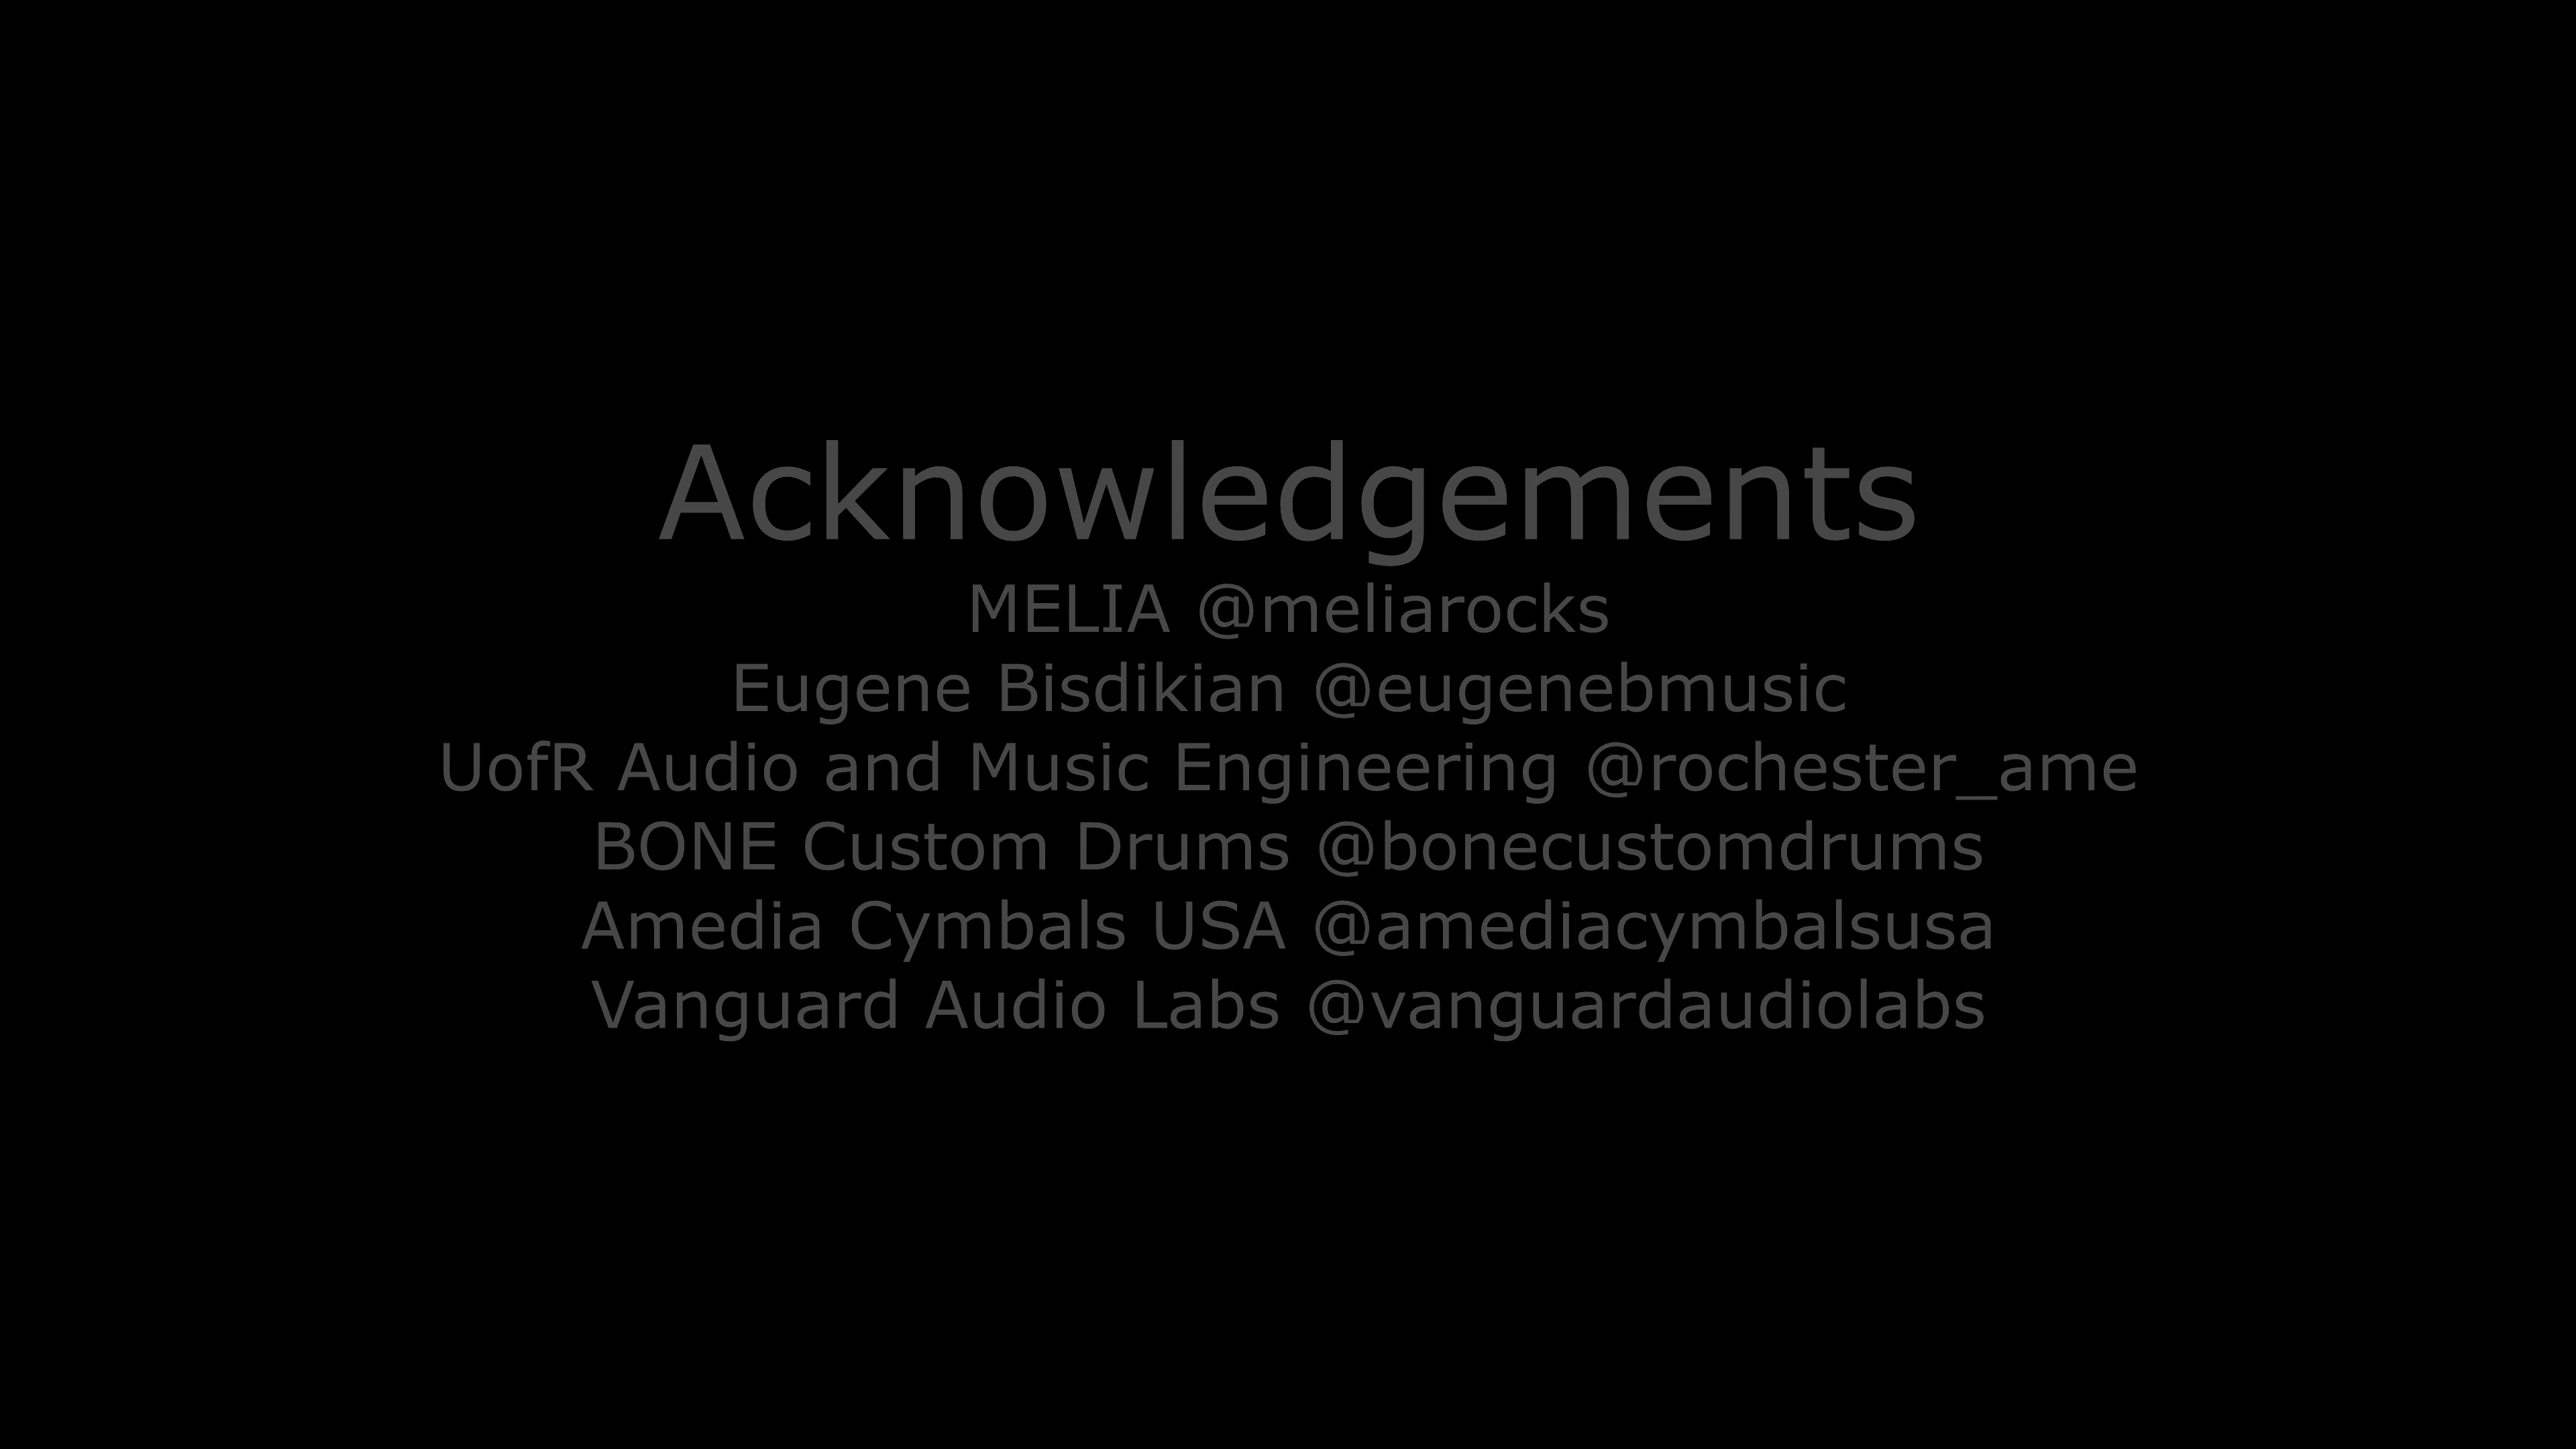 Acknowledgements
MELIA @meliarocks
Eugene Bisdikian @eugenebmusic
UofR Audio and Music Engineering @rochester_ame
BONE Custom Drums @bonecustomdrums
Amedia Cymbals USA @amediacymbalsusa
Vanguard Audio Labs @vanguardaudiolabs